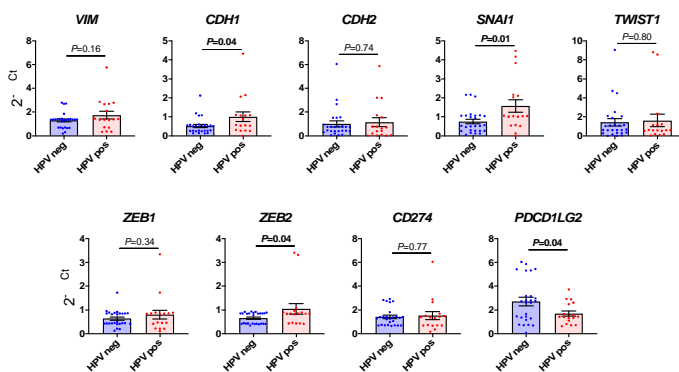 VIM CDH1 CDH2 SNAI1 TWIST1
P=0.16 P=0.04 P=0.74 P=0.01 P=0.80
2- Ct
8 6 4 2 0
5 4 3 2 1 0
8 6 4 2 0
5 4 3 2 1 0
10 8 6 4 2 0
HPV neg HPV pos HPV neg HPV pos HPV neg HPV pos HPV neg HPV pos HPV neg HPV pos
ZEB1 ZEB2 CD274 PDCD1LG2
P=0.34 P=0.04 P=0.77 P=0.04
2- Ct
4 3 2 1 0
4 3 2 1 0
8 6 4 2 0
8 6 4 2 0
HPV neg HPV pos HPV neg HPV pos HPV neg HPV pos HPV neg HPV pos